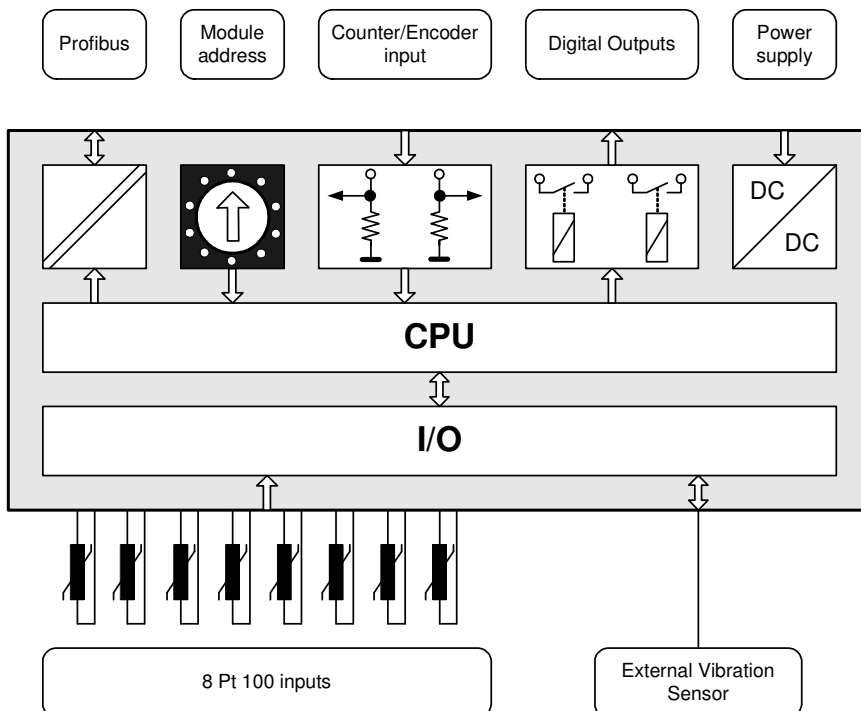 Profibus
Module
address
Counter/Encoder
input
Digital Outputs
Power
supply
DC
DC
CPU
I/O
8 Pt 100 inputs
External Vibration
Sensor